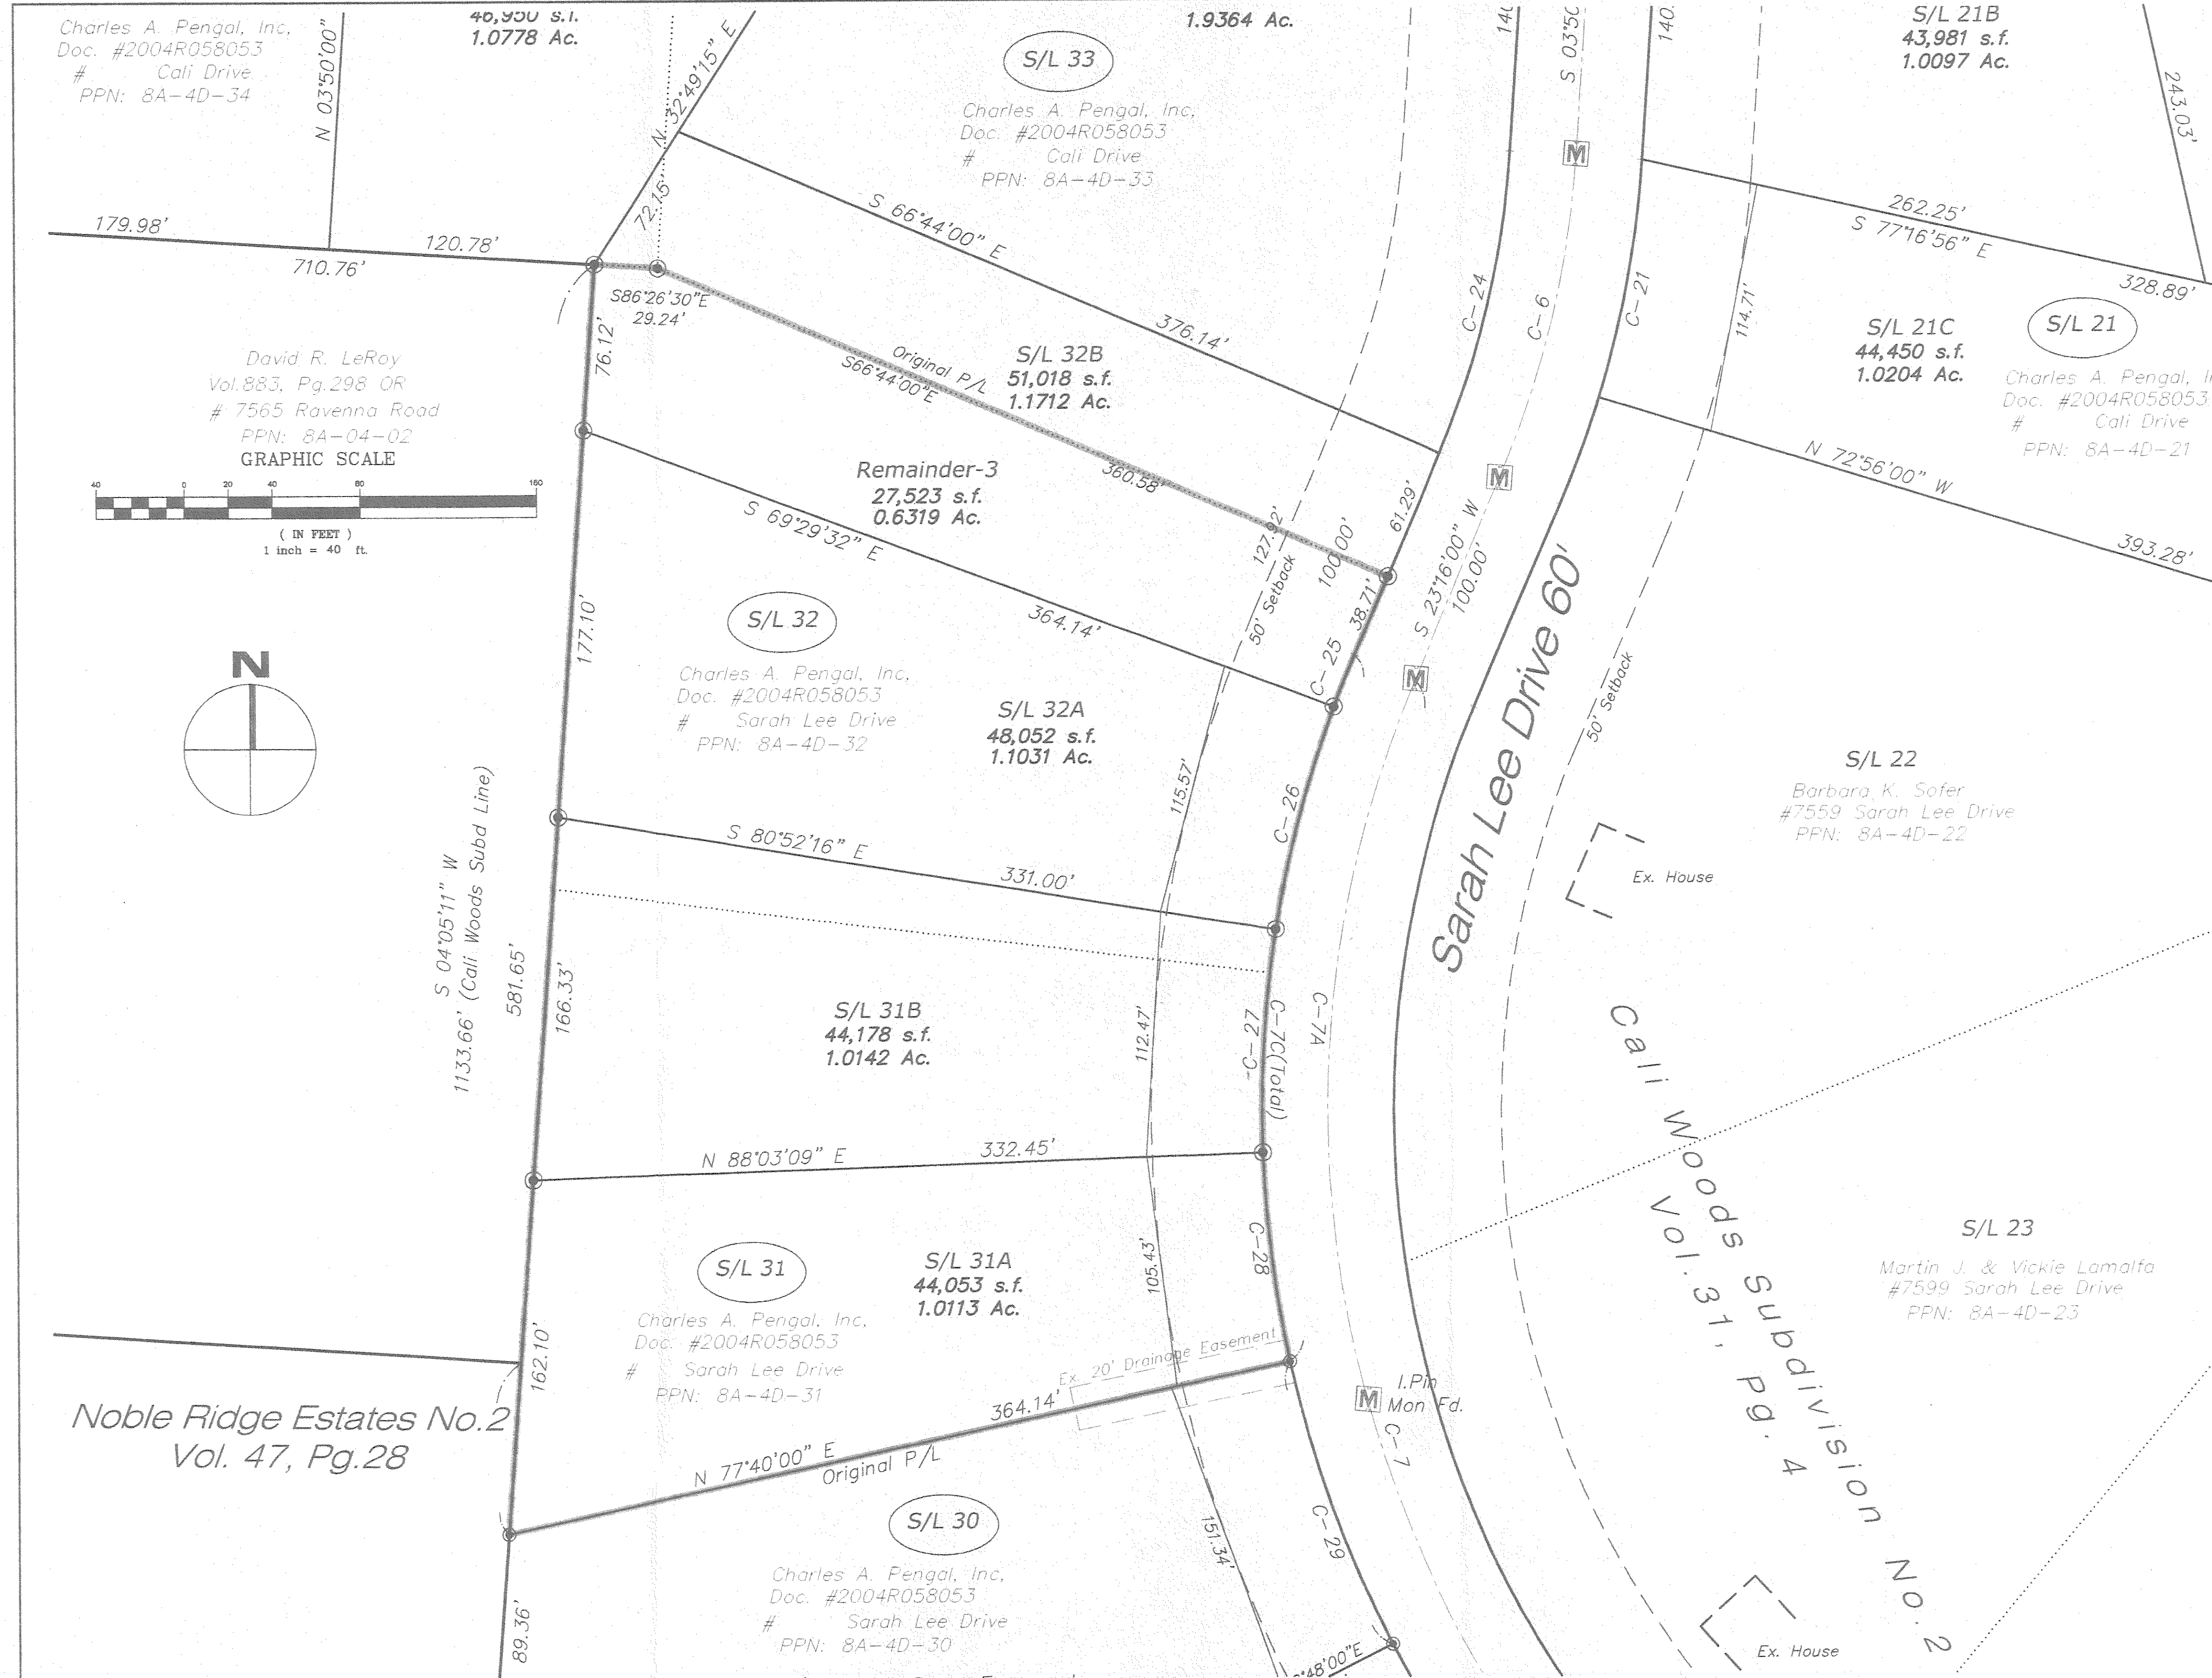 Charles A. Pengal, Inc,
Doc. #2004R058053
# Cali Drive
PPN: 8A-4D-34
N 03°50'00"
46,950 s.f.
1.0778 Ac.
N 32°49'15" E
72.15'
1.9364 Ac.
S/L 33
Charles A. Pengal, Inc,
Doc. #2004R058053
# Cali Drive
PPN: 8A-4D-33
S 66°44'00" E
376.14'
C-24
C-6
C-21
M
S/L 21B
43,981 s.f.
1.0097 Ac.
243.03'
262.25'
S 77°16'56" E
328.89'
114.71'
S/L 21C
44,450 s.f.
1.0204 Ac.
S/L 21
Charles A. Pengal,
Doc. #2004R058053
# Cali Drive
PPN: 8A-4D-21
N 72°56'00" W
393.28'
179.98'
120.78'
710.76'
S86°26'30"E
29.24'
76.12'
David R. LeRoy
Vol.883, Pg.298 OR
# 7565 Ravenna Road
PPN: 8A-04-02
GRAPHIC SCALE
40 0 20 40 80 160
( IN FEET )
1 inch = 40 ft.
Original P/L
S66°44'00"E
360.58'
S/L 32B
51,018 s.f.
1.1712 Ac.
Remainder-3
27,523 s.f.
0.6319 Ac.
S 69°29'32" E
364.14'
127.92'
50' Setback
100.00'
61.29'
38.71'
C-25
M
S 23°16'00" W
100.00'
M
Sarah Lee Drive 60'
50' Setback
N
177.10'
S/L 32
Charles A. Pengal, Inc,
Doc. #2004R058053
# Sarah Lee Drive
PPN: 8A-4D-32
S/L 32A
48,052 s.f.
1.1031 Ac.
115.57'
C-26
S 80°52'16" E
331.00'
S/L 22
Barbara K. Sofer
#7559 Sarah Lee Drive
PPN: 8A-4D-22
Ex. House
S 04°05'11" W
1133.66' (Cali Woods Subd Line)
581.65'
166.33'
S/L 31B
44,178 s.f.
1.0142 Ac.
112.47'
-C-27
C-7C(Total)
C-7A
N 88°03'09" E
332.45'
Cali Woods Subdivision No.2
Vol.31, Pg. 4
S/L 31
Charles A. Pengal, Inc,
Doc. #2004R058053
# Sarah Lee Drive
PPN: 8A-4D-31
S/L 31A
44,053 s.f.
1.0113 Ac.
105.43'
C-28
Ex. 20' Drainage Easement
162.10'
S/L 23
Martin J. & Vickie Lamalfa
#7599 Sarah Lee Drive
PPN: 8A-4D-23
Noble Ridge Estates No.2
Vol. 47, Pg.28
N 77°40'00" E
364.14'
Original P/L
M
I.Pin
Mon Fd.
C-7
C-29
151.34'
S/L 30
Charles A. Pengal, Inc,
Doc. #2004R058053
# Sarah Lee Drive
PPN: 8A-4D-30
89.36'
Ex. House